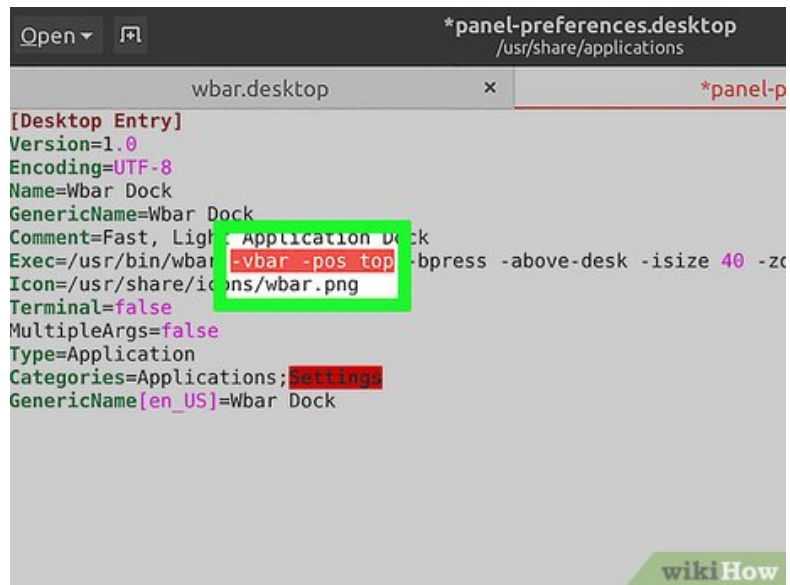 Open
*panel-preferences.desktop
/usr/share/applications
wbar.desktop ×
*panel-p
[Desktop Entry]
Version=1.0
Encoding=UTF-8
Name=Wbar Dock
GenericName=Wbar Dock
Comment=Fast, Light Application Dock
Exec=/usr/bin/wbar -vbar -pos top -bpress -above-desk -isize 40 -zo
Icon=/usr/share/icons/wbar.png
Terminal=false
MultipleArgs=false
Type=Application
Categories=Applications;Settings
GenericName[en_US]=Wbar Dock
wikiHow